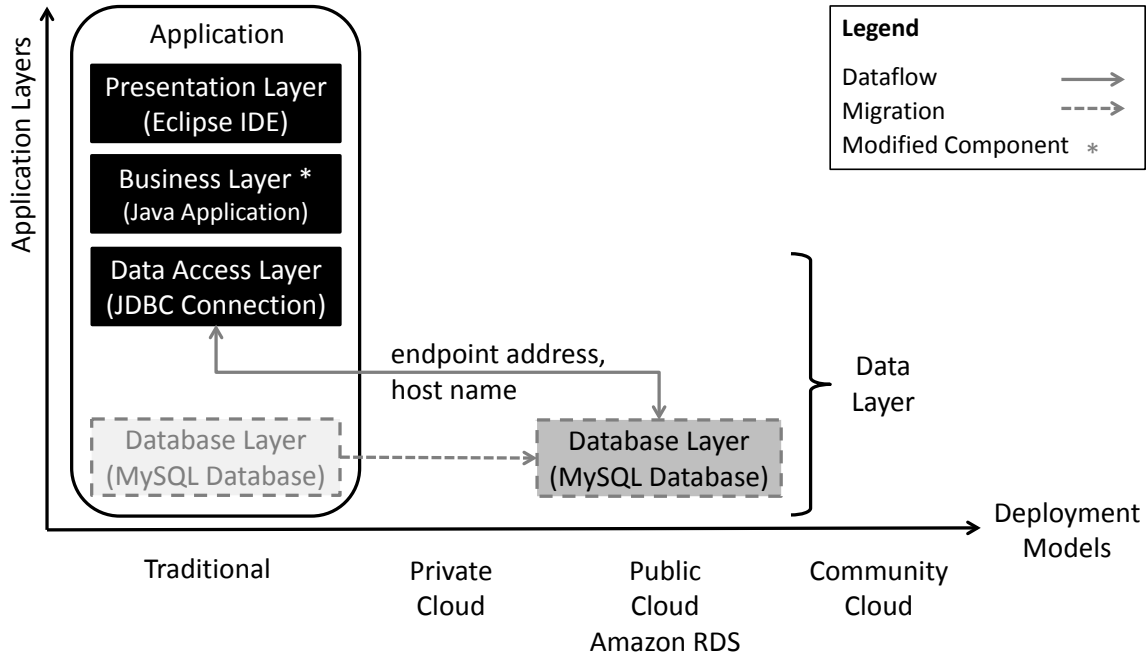 Application Layers
Application
Presentation Layer
(Eclipse IDE)
Business Layer *
(Java Application)
Data Access Layer
(JDBC Connection)
endpoint address,
host name
Database Layer
(MySQL Database)
Database Layer
(MySQL Database)
Data
Layer
Legend
Dataflow
Migration
Modified Component *
Deployment
Models
Traditional
Private
Cloud
Public
Cloud
Amazon RDS
Community
Cloud